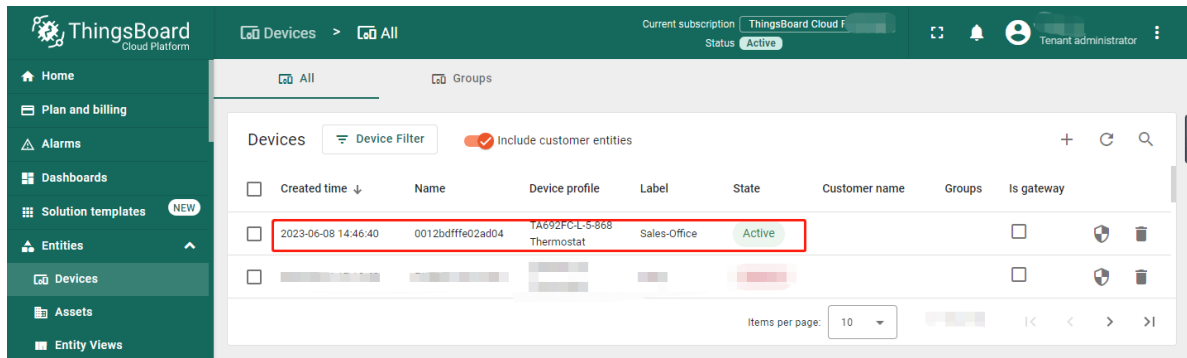 ThingsBoard
Cloud Platform
Devices > All
Current subscription ThingsBoard Cloud
Status Active
Tenant administrator
Home
Plan and billing
Alarms
Dashboards
Solution templates NEW
Entities
Devices
Assets
Entity Views
All Groups
Devices Device Filter Include customer entities
Created time Name Device profile Label State Customer name Groups Is gateway
2023-06-08 14:46:40 0012bdfffe02ad04 TA692FC-L-5-868 Sales-Office Active
Thermostat
Items per page: 10